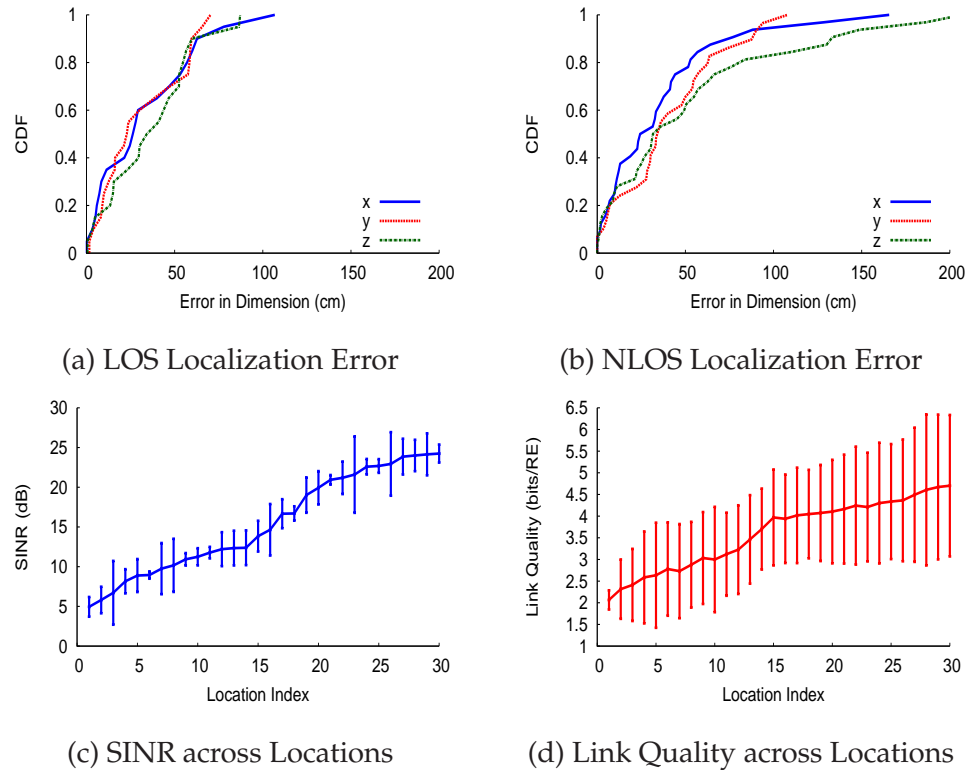 1
0.8
0.6
0.4
0.2
0
CDF
x
y
z
0 50 100 150 200
Error in Dimension (cm)
(a) LOS Localization Error
1
0.8
0.6
0.4
0.2
0
CDF
x
y
z
0 50 100 150 200
Error in Dimension (cm)
(b) NLOS Localization Error
30
25
20
15
10
5
0
SINR (dB)
0 5 10 15 20 25 30
Location Index
(c) SINR across Locations
6.5
6
5.5
5
4.5
4
3.5
3
2.5
2
1.5
1
Link Quality (bits/RE)
0 5 10 15 20 25 30
Location Index
(d) Link Quality across Locations